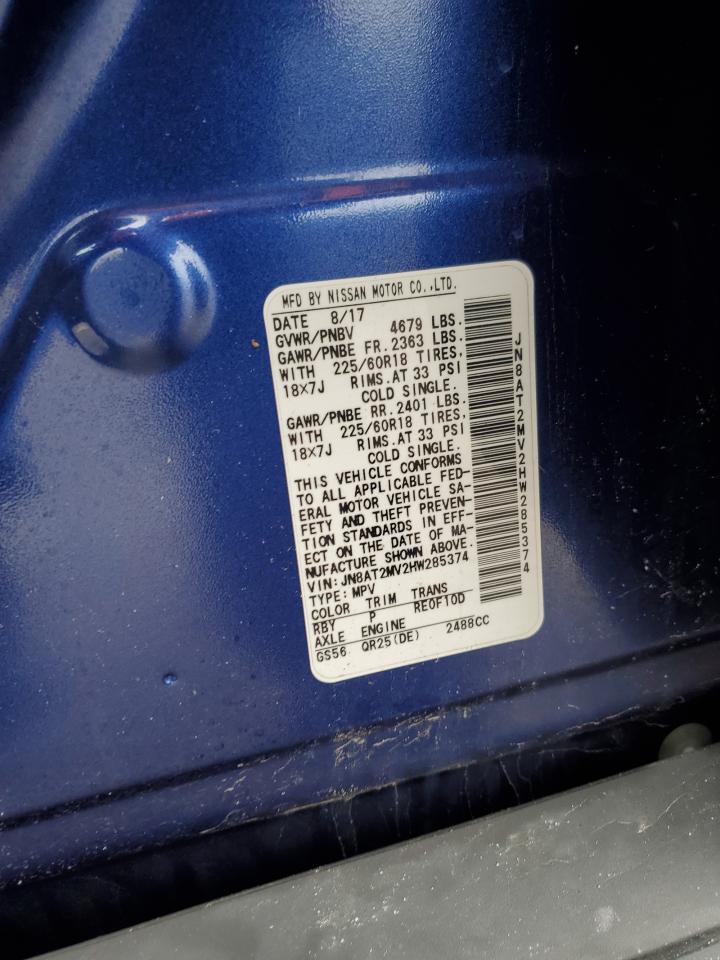 MFD BY NISSAN MOTOR CO.,LTD.
DATE 8/17
GVWR/PNBV 4679 LBS.
GAWR/PNBE FR. 2363 LBS.
WITH 225/60R18 TIRES,
18X7J RIMS.AT 33 PSI
COLD SINGLE.
GAWR/PNBE RR. 2401 LBS.
WITH 225/60R18 TIRES,
18X7J RIMS.AT 33 PSI
COLD SINGLE.
THIS VEHICLE CONFORMS
TO ALL APPLICABLE FED-
ERAL MOTOR VEHICLE SA-
FETY AND THEFT PREVEN-
TION STANDARDS IN EFF-
ECT ON THE DATE OF MA-
NUFACTURE SHOWN ABOVE.
VIN:JN8AT2MV2HW285374
TYPE: MPV
COLOR TRIM TRANS
RBY P RE0F10D
AXLE ENGINE
GS56 QR25(DE) 2488CC
JN8AT2MV2HW285374